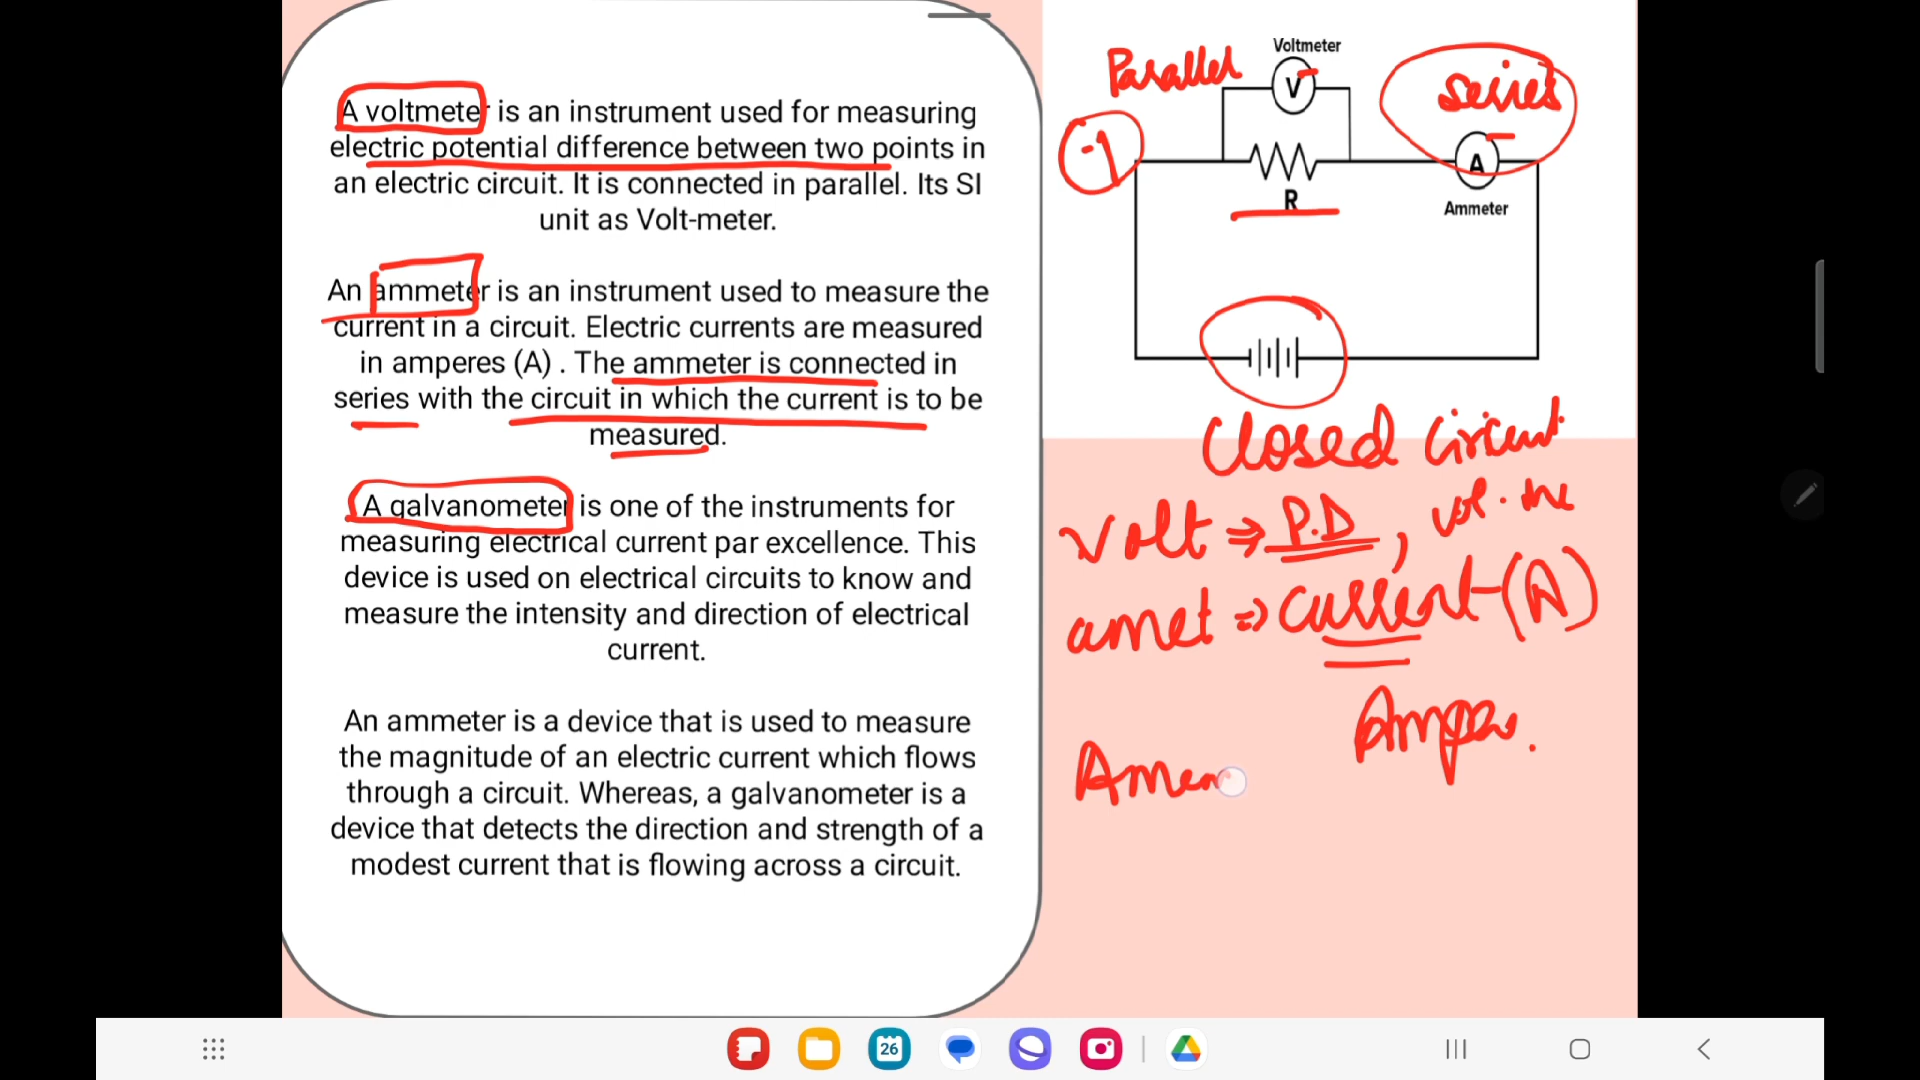 A voltmeter is an instrument used for measuring
electric potential difference between two points in
an electric circuit. It is connected in parallel. Its SI
unit as Volt-meter.
An ammeter is an instrument used to measure the
current in a circuit. Electric currents are measured
in amperes (A) . The ammeter is connected in
series with the circuit in which the current is to be
measured.
A galvanometer is one of the instruments for
measuring electrical current par excellence. This
device is used on electrical circuits to know and
measure the intensity and direction of electrical
current.
An ammeter is a device that is used to measure
the magnitude of an electric current which flows
through a circuit. Whereas, a galvanometer is a
device that detects the direction and strength of a
modest current that is flowing across a circuit.
Voltmeter
Parallel
V
series
A
R
Ammeter
Closed Circuit
Volt ⇒ P.D,
amet ⇒ current (A)
26